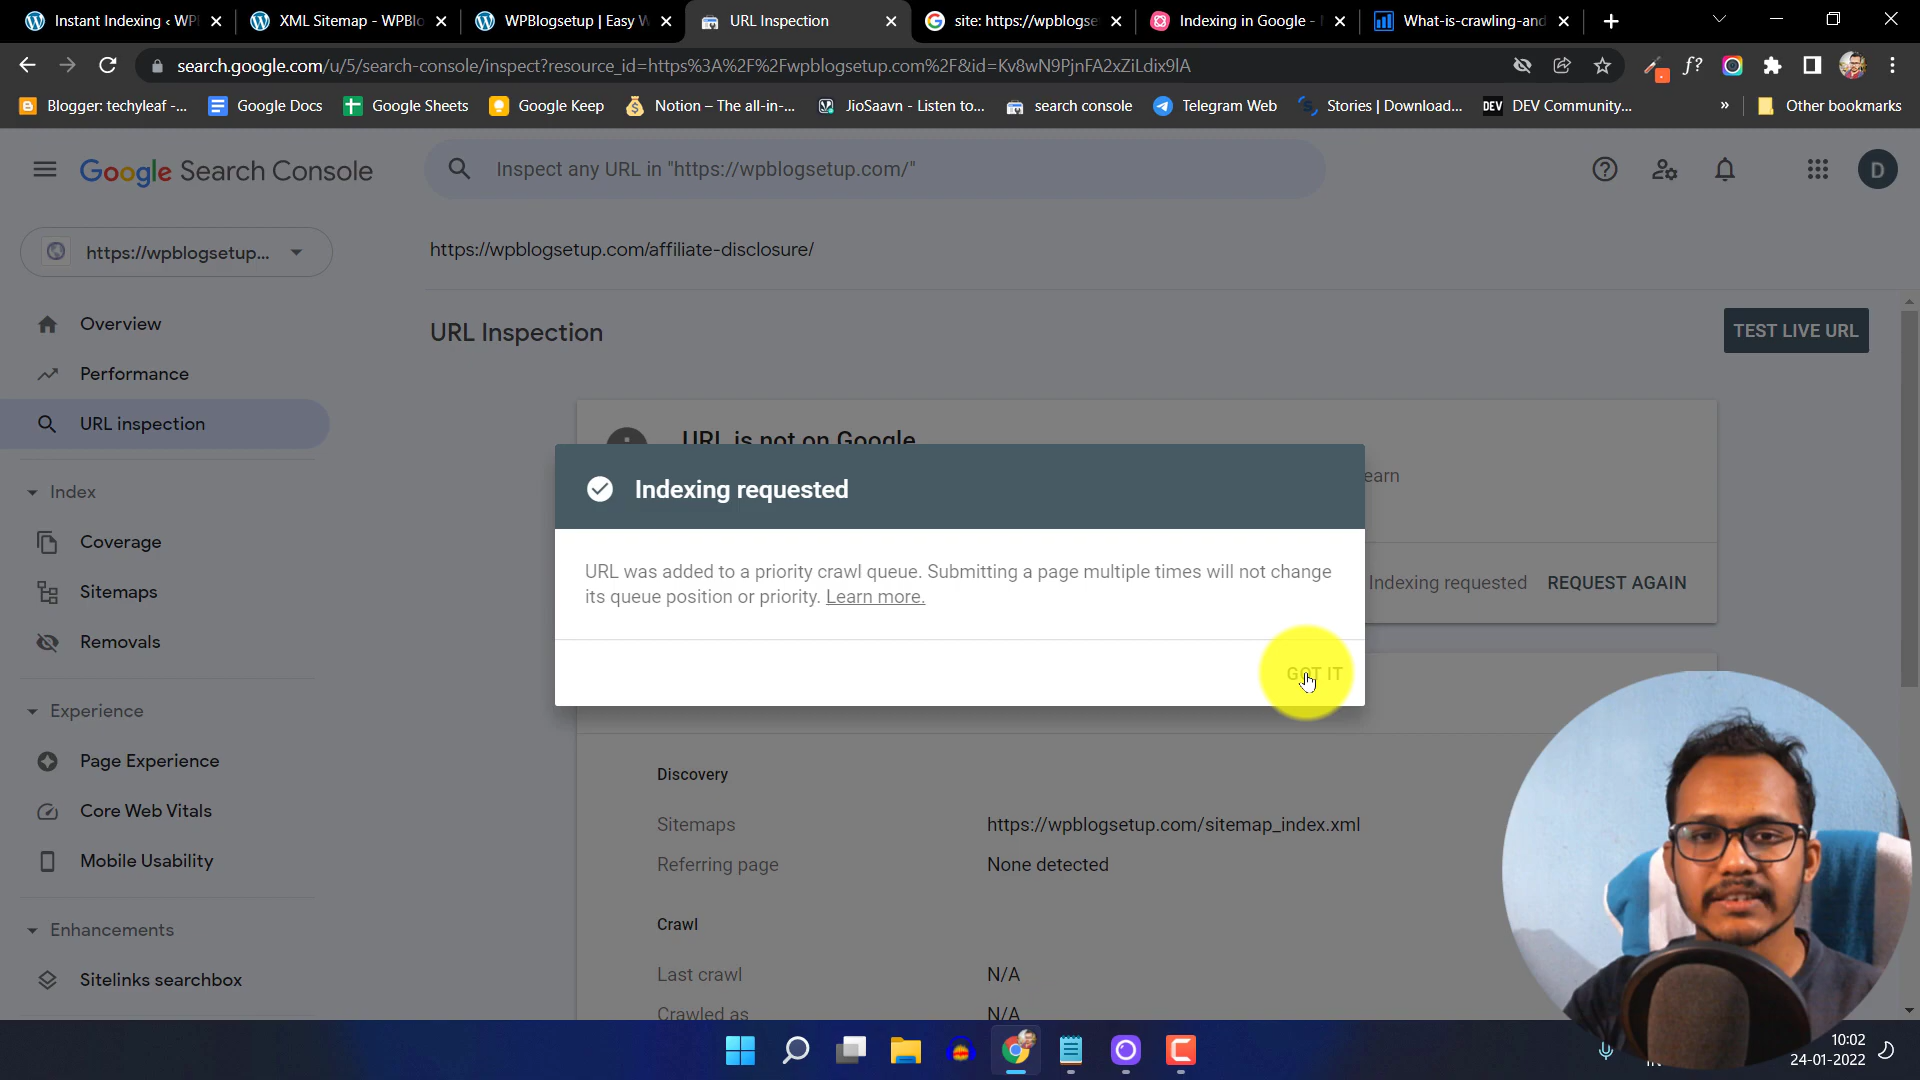 Instant Indexing ‹ WP
XML Sitemap - WPBlo
WPBlogsetup | Easy W
URL Inspection
site: https://wpblogse
Indexing in Google -
What-is-crawling-and
search.google.com/u/5/search-console/inspect?resource_id=https%3A%2F%2Fwpblogsetup.com%2F&id=Kv8wN9PjnFA2xZiLdix9lA
f?
Blogger: techyleaf -...
Google Docs
Google Sheets
Google Keep
Notion – The all-in-...
JioSaavn - Listen to...
search console
Telegram Web
Stories | Download...
DEV
DEV Community...
»
Other bookmarks
Google Search Console
Inspect any URL in "https://wpblogsetup.com/"
D
https://wpblogsetup...
https://wpblogsetup.com/affiliate-disclosure/
Overview
Performance
URL inspection
Index
Coverage
Sitemaps
Removals
Experience
Page Experience
Core Web Vitals
Mobile Usability
Enhancements
Sitelinks searchbox
URL Inspection
TEST LIVE URL
URL is not on Google
earn
Indexing requested
REQUEST AGAIN
Indexing requested
URL was added to a priority crawl queue. Submitting a page multiple times will not change
its queue position or priority. Learn more.
GOT IT
Discovery
Sitemaps
https://wpblogsetup.com/sitemap_index.xml
Referring page
None detected
Crawl
Last crawl
N/A
Crawled as
N/A
10:02
24-01-2022